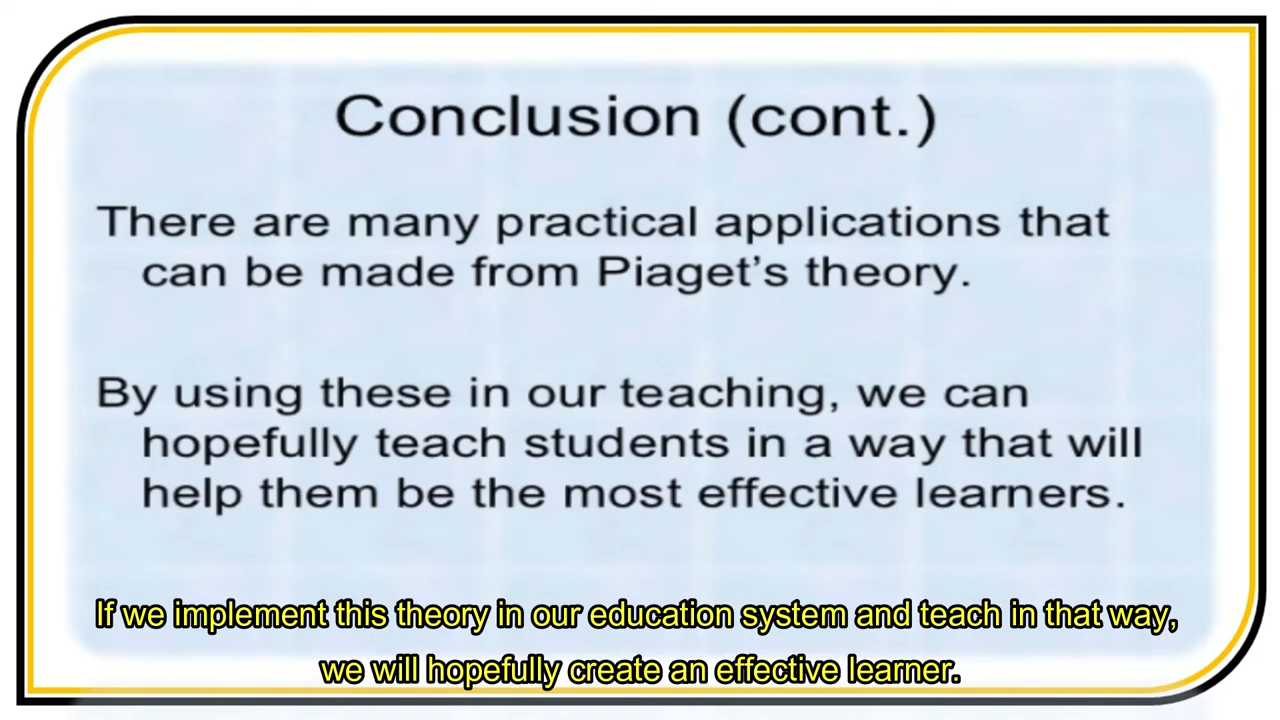 Conclusion (cont.)
There are many practical applications that
can be made from Piaget's theory.
By using these in our teaching, we can
hopefully teach students in a way that will
help them be the most effective learners.
If we implement this theory in our education system and teach in that way,
we will hopefully create an effective learner.